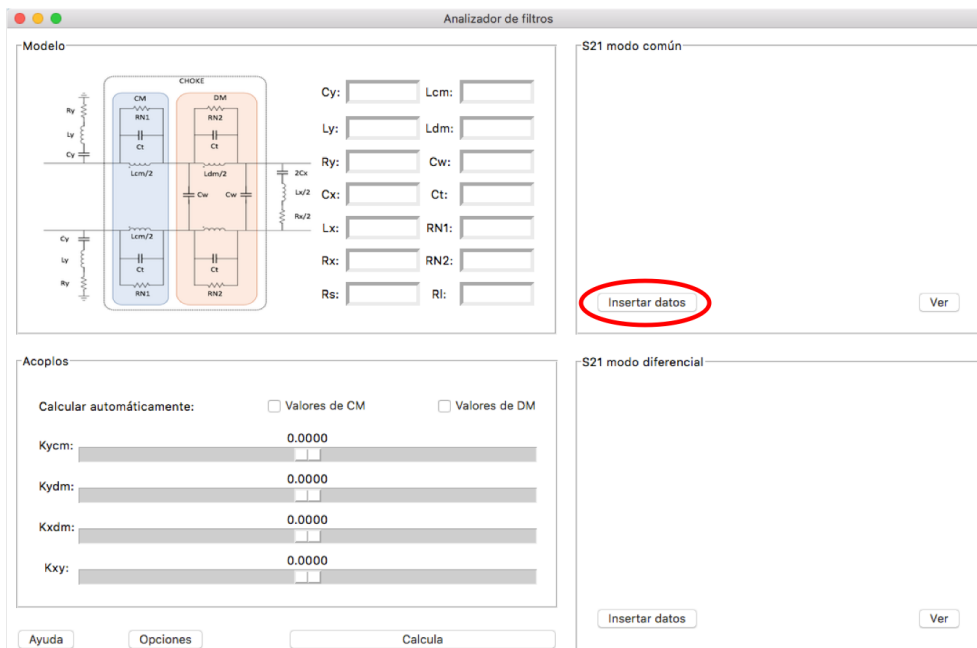 Analizador de filtros
Modelo
CHOKE
CM
DM
RN1
RN2
Ct
Ct
Lcm/2
Ldm/2
Ry
Ly
Cy
2Cx
Lx/2
Rx/2
Cw
Cw
Lcm/2
Cy
Ly
Ry
Ct
Ct
RN1
RN2
Cy: Lcm:
Ly: Ldm:
Ry: Cw:
Cx: Ct:
Lx: RN1:
Rx: RN2:
Rs: Rl:
S21 modo común
Insertar datos Ver
Acoplos
Calcular automáticamente: Valores de CM Valores de DM
0.0000
Kycm:
0.0000
Kydm:
0.0000
Kxdm:
0.0000
Kxy:
S21 modo diferencial
Insertar datos Ver
Ayuda Opciones Calcula